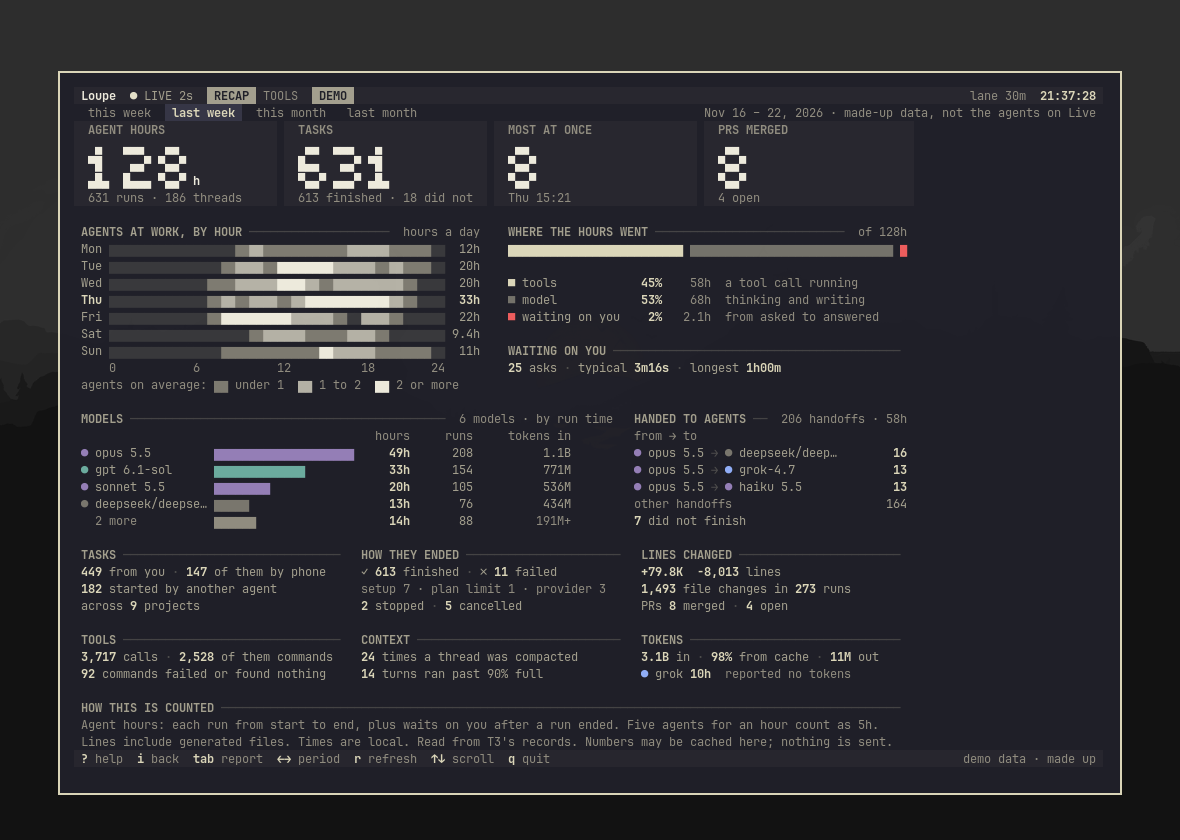 Loupe ● LIVE 2s RECAP TOOLS DEMO lane 30m 21:37:28
this week last week this month last month Nov 16 – 22, 2026 · made-up data, not the agents on Live
AGENT HOURS TASKS MOST AT ONCE PRS MERGED
128h 631 8 8
631 runs · 186 threads 613 finished · 18 did not Thu 15:21 4 open
AGENTS AT WORK, BY HOUR hours a day
Mon 12h
Tue 20h
Wed 20h
Thu 33h
Fri 22h
Sat 9.4h
Sun 11h
0 6 12 18 24
agents on average: under 1 1 to 2 2 or more
WHERE THE HOURS WENT of 128h
tools 45% 58h a tool call running
model 53% 68h thinking and writing
waiting on you 2% 2.1h from asked to answered
WAITING ON YOU
25 asks · typical 3m16s · longest 1h00m
MODELS 6 models · by run time
hours runs tokens in
● opus 5.5 49h 208 1.1B
● gpt 6.1-sol 33h 154 771M
● sonnet 5.5 20h 105 536M
● deepseek/deepse… 13h 76 434M
2 more 14h 88 191M+
HANDED TO AGENTS 206 handoffs · 58h
from → to
● opus 5.5 → ● deepseek/deep… 16
● opus 5.5 → ● grok-4.7 13
● opus 5.5 → ● haiku 5.5 13
other handoffs 164
7 did not finish
TASKS
449 from you · 147 of them by phone
182 started by another agent
across 9 projects
HOW THEY ENDED
✓ 613 finished · ✕ 11 failed
setup 7 · plan limit 1 · provider 3
2 stopped · 5 cancelled
LINES CHANGED
+79.8K -8,013 lines
1,493 file changes in 273 runs
PRs 8 merged · 4 open
TOOLS
3,717 calls · 2,528 of them commands
92 commands failed or found nothing
CONTEXT
24 times a thread was compacted
14 turns ran past 90% full
TOKENS
3.1B in · 98% from cache · 11M out
● grok 10h reported no tokens
HOW THIS IS COUNTED
Agent hours: each run from start to end, plus waits on you after a run ended. Five agents for an hour count as 5h.
Lines include generated files. Times are local. Read from T3's records. Numbers may be cached here; nothing is sent.
? help i back tab report ↔ period r refresh ↑↓ scroll q quit demo data · made up